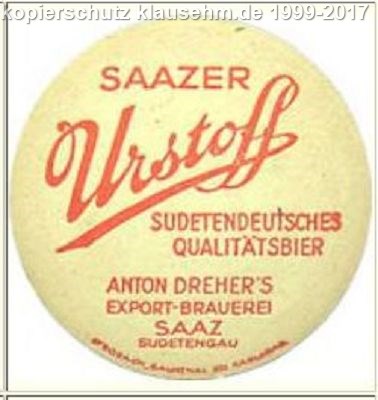 kopierschutz klausehm.de 1999-2017
SAAZER
Urstoff
SUDETENDEUTSCHES
QUALITÄTSBIER
ANTON DREHER'S
EXPORT-BRAUEREI
SAAZ
SUDETENGAU